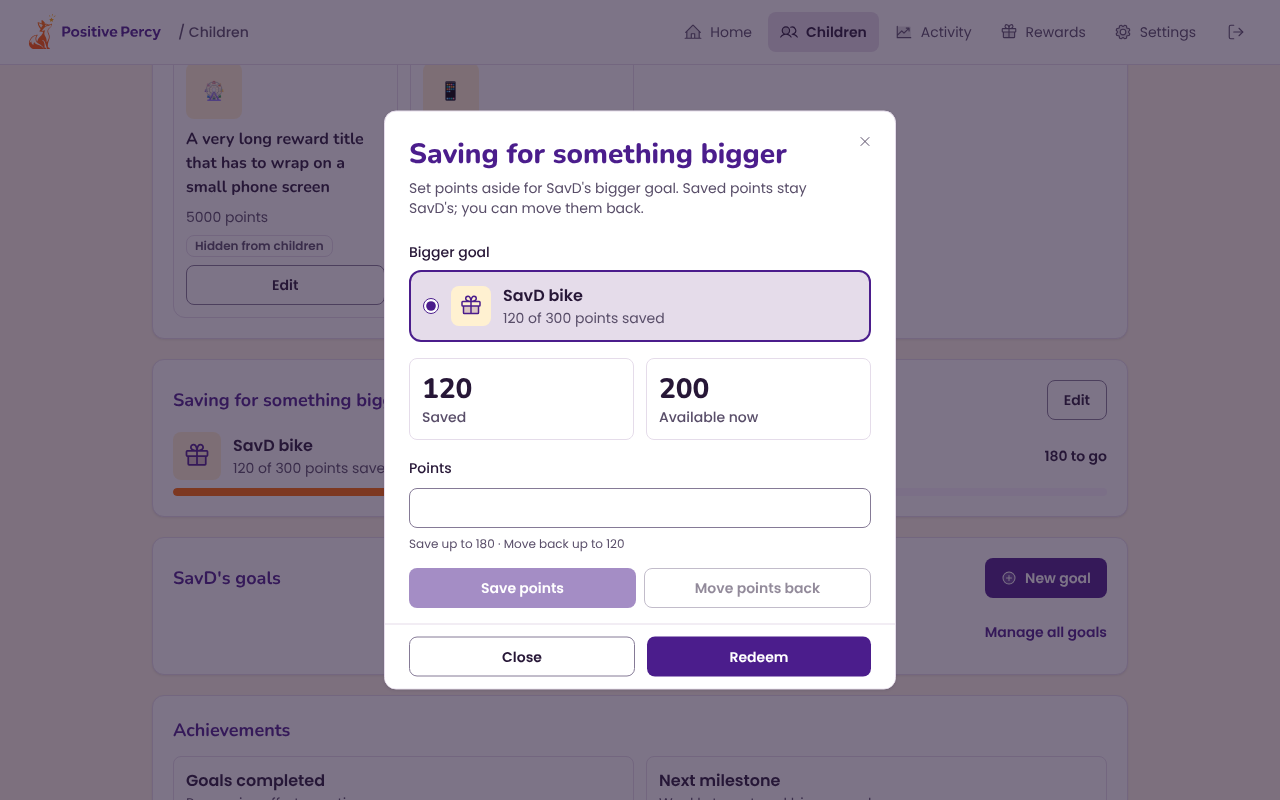 Positive Percy / Children
Home
Children
Activity
Rewards
Settings
A very long reward title
that has to wrap on a
small phone screen
5000 points
Hidden from children
Edit
Saving for something big
Edit
SavD bike
120 of 300 points save
180 to go
SavD's goals
New goal
Manage all goals
Achievements
Goals completed
Next milestone
Saving for something bigger
Set points aside for SavD's bigger goal. Saved points stay
SavD's; you can move them back.
Bigger goal
SavD bike
120 of 300 points saved
120
Saved
200
Available now
Points
Save up to 180 · Move back up to 120
Save points
Move points back
Close
Redeem